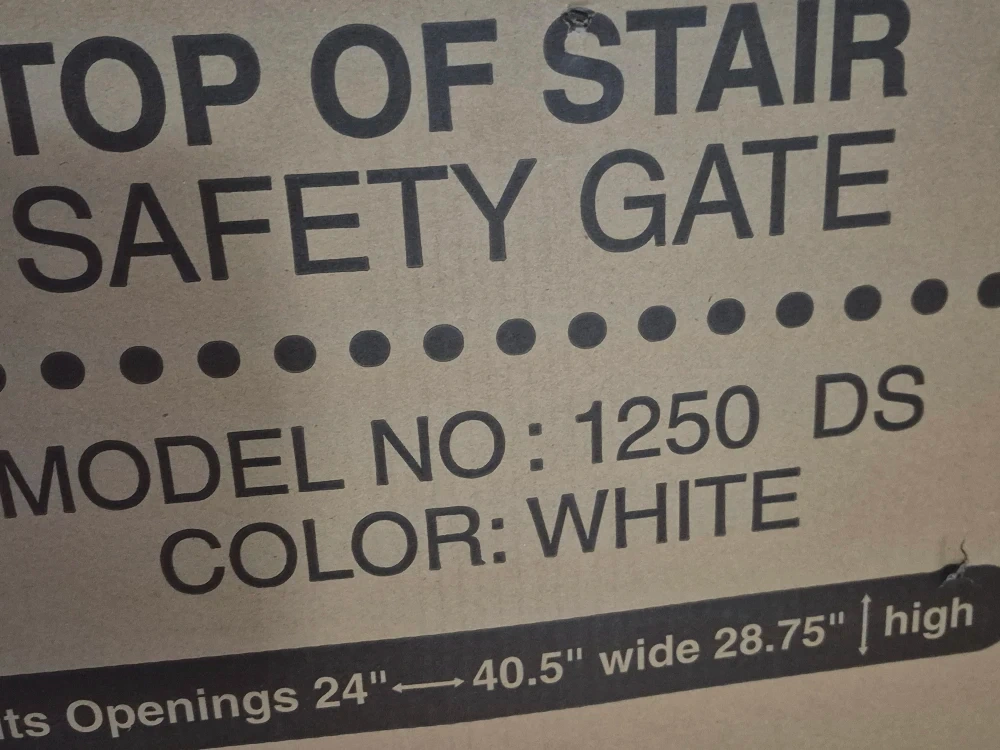 TOP OF STAIR
SAFETY GATE
MODEL NO: 1250 DS
COLOR: WHITE
Openings 24" ↔ 40.5" wide 28.75" ↕ high